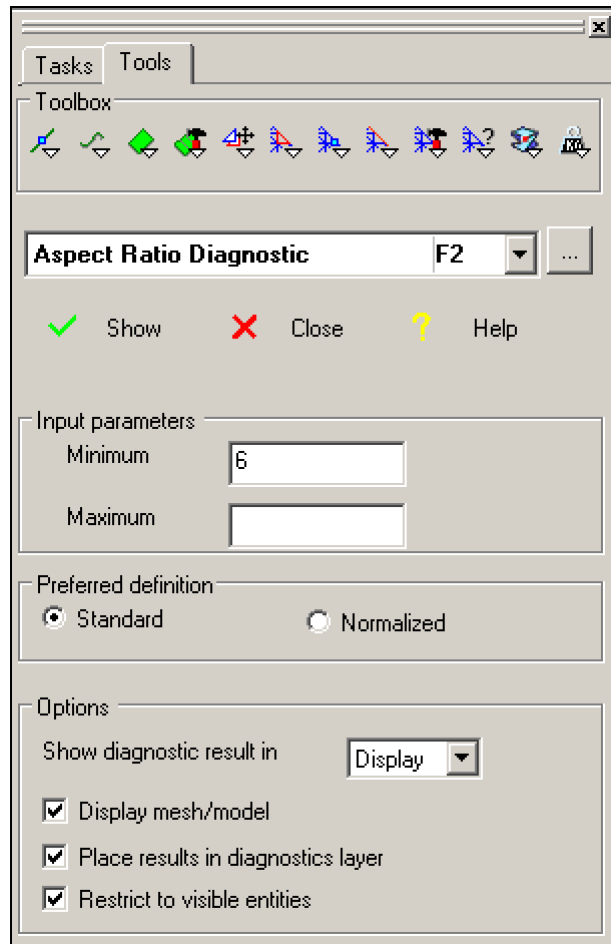 Tasks Tools
Toolbox
Aspect Ratio Diagnostic F2 ...
Show Close Help
Input parameters
Minimum 6
Maximum
Preferred definition
Standard Normalized
Options
Show diagnostic result in Display
Display mesh/model
Place results in diagnostics layer
Restrict to visible entities